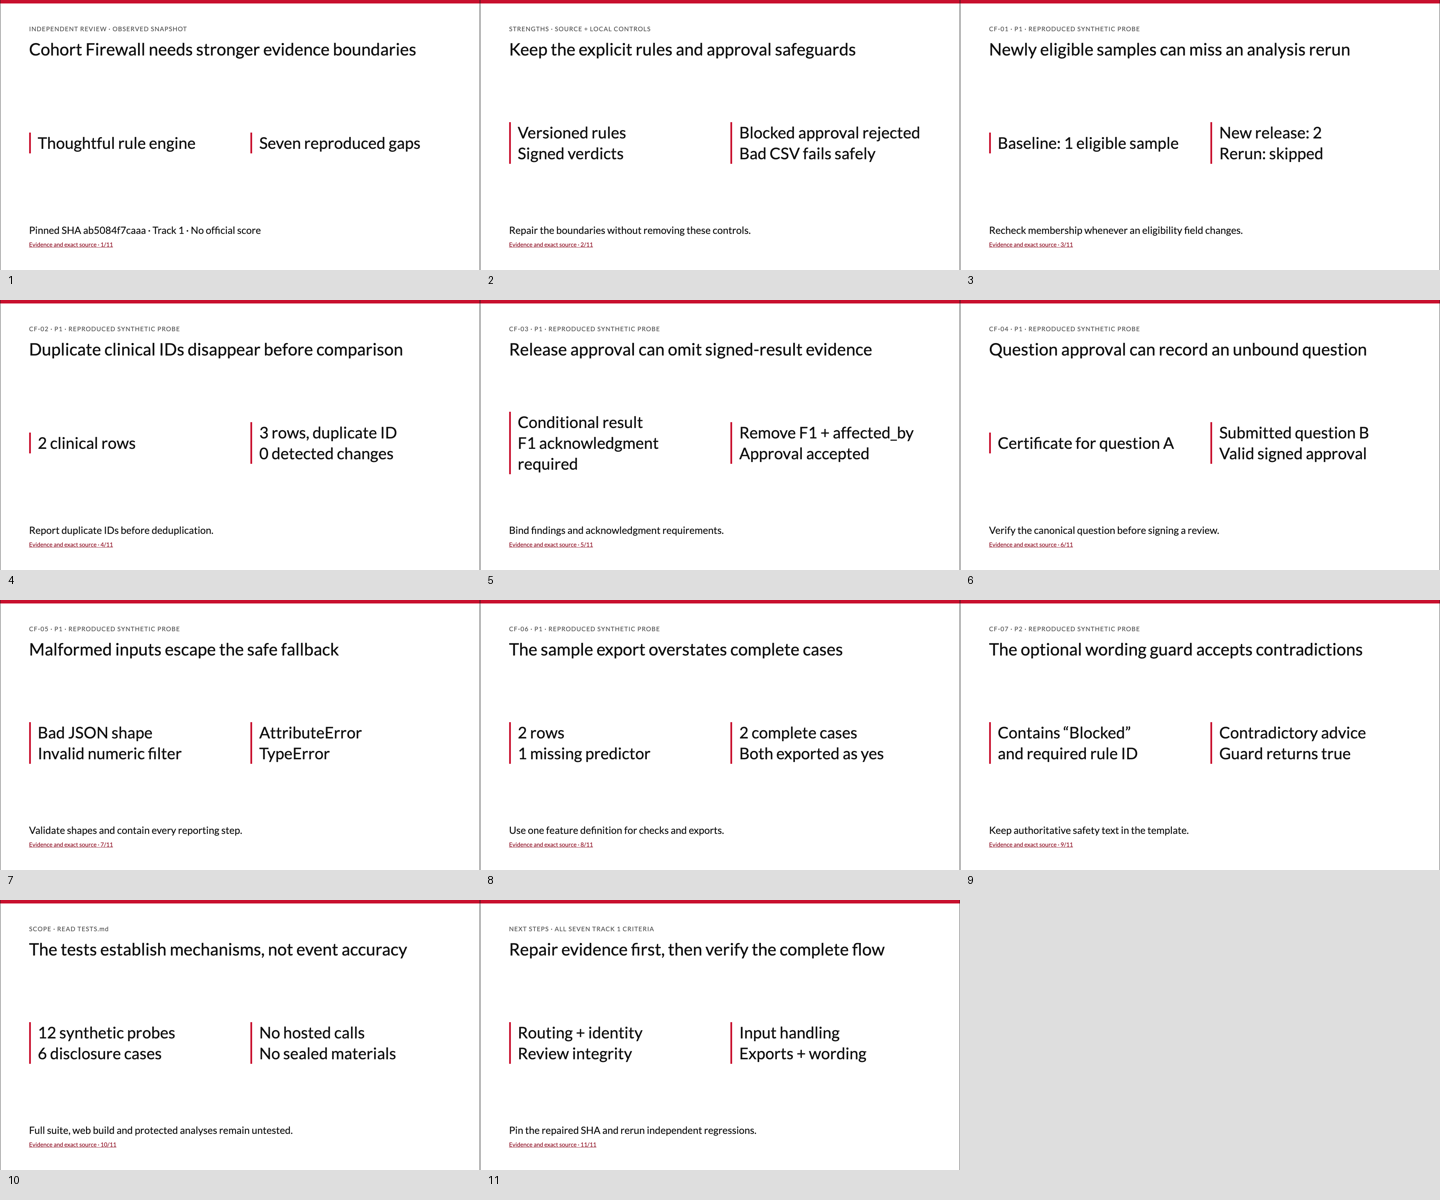 INDEPENDENT REVIEW · OBSERVED SNAPSHOT
Cohort Firewall needs stronger evidence boundaries
Thoughtful rule engine
Seven reproduced gaps
Pinned SHA ab5084f7caaa · Track 1 · No official score
Evidence and exact source · 1/11
1
STRENGTHS · SOURCE + LOCAL CONTROLS
Keep the explicit rules and approval safeguards
Versioned rules
Signed verdicts
Blocked approval rejected
Bad CSV fails safely
Repair the boundaries without removing these controls.
Evidence and exact source · 2/11
2
CF-01 · P1 · REPRODUCED SYNTHETIC PROBE
Newly eligible samples can miss an analysis rerun
Baseline: 1 eligible sample
New release: 2
Rerun: skipped
Recheck membership whenever an eligibility field changes.
Evidence and exact source · 3/11
3
CF-02 · P1 · REPRODUCED SYNTHETIC PROBE
Duplicate clinical IDs disappear before comparison
2 clinical rows
3 rows, duplicate ID
0 detected changes
Report duplicate IDs before deduplication.
Evidence and exact source · 4/11
4
CF-03 · P1 · REPRODUCED SYNTHETIC PROBE
Release approval can omit signed-result evidence
Conditional result
F1 acknowledgment
required
Remove F1 + affected_by
Approval accepted
Bind findings and acknowledgment requirements.
Evidence and exact source · 5/11
5
CF-04 · P1 · REPRODUCED SYNTHETIC PROBE
Question approval can record an unbound question
Certificate for question A
Submitted question B
Valid signed approval
Verify the canonical question before signing a review.
Evidence and exact source · 6/11
6
CF-05 · P1 · REPRODUCED SYNTHETIC PROBE
Malformed inputs escape the safe fallback
Bad JSON shape
Invalid numeric filter
AttributeError
TypeError
Validate shapes and contain every reporting step.
Evidence and exact source · 7/11
7
CF-06 · P1 · REPRODUCED SYNTHETIC PROBE
The sample export overstates complete cases
2 rows
1 missing predictor
2 complete cases
Both exported as yes
Use one feature definition for checks and exports.
Evidence and exact source · 8/11
8
CF-07 · P2 · REPRODUCED SYNTHETIC PROBE
The optional wording guard accepts contradictions
Contains “Blocked”
and required rule ID
Contradictory advice
Guard returns true
Keep authoritative safety text in the template.
Evidence and exact source · 9/11
9
SCOPE · READ TESTS.md
The tests establish mechanisms, not event accuracy
12 synthetic probes
6 disclosure cases
No hosted calls
No sealed materials
Full suite, web build and protected analyses remain untested.
Evidence and exact source · 10/11
10
NEXT STEPS · ALL SEVEN TRACK 1 CRITERIA
Repair evidence first, then verify the complete flow
Routing + identity
Review integrity
Input handling
Exports + wording
Pin the repaired SHA and rerun independent regressions.
Evidence and exact source · 11/11
11